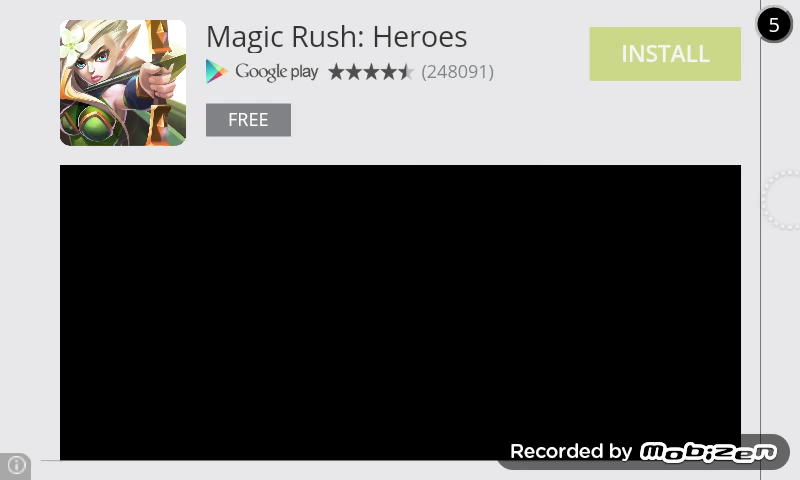 Magic Rush: Heroes
Google play (248091)
FREE
INSTALL
5
Recorded by Mobizen